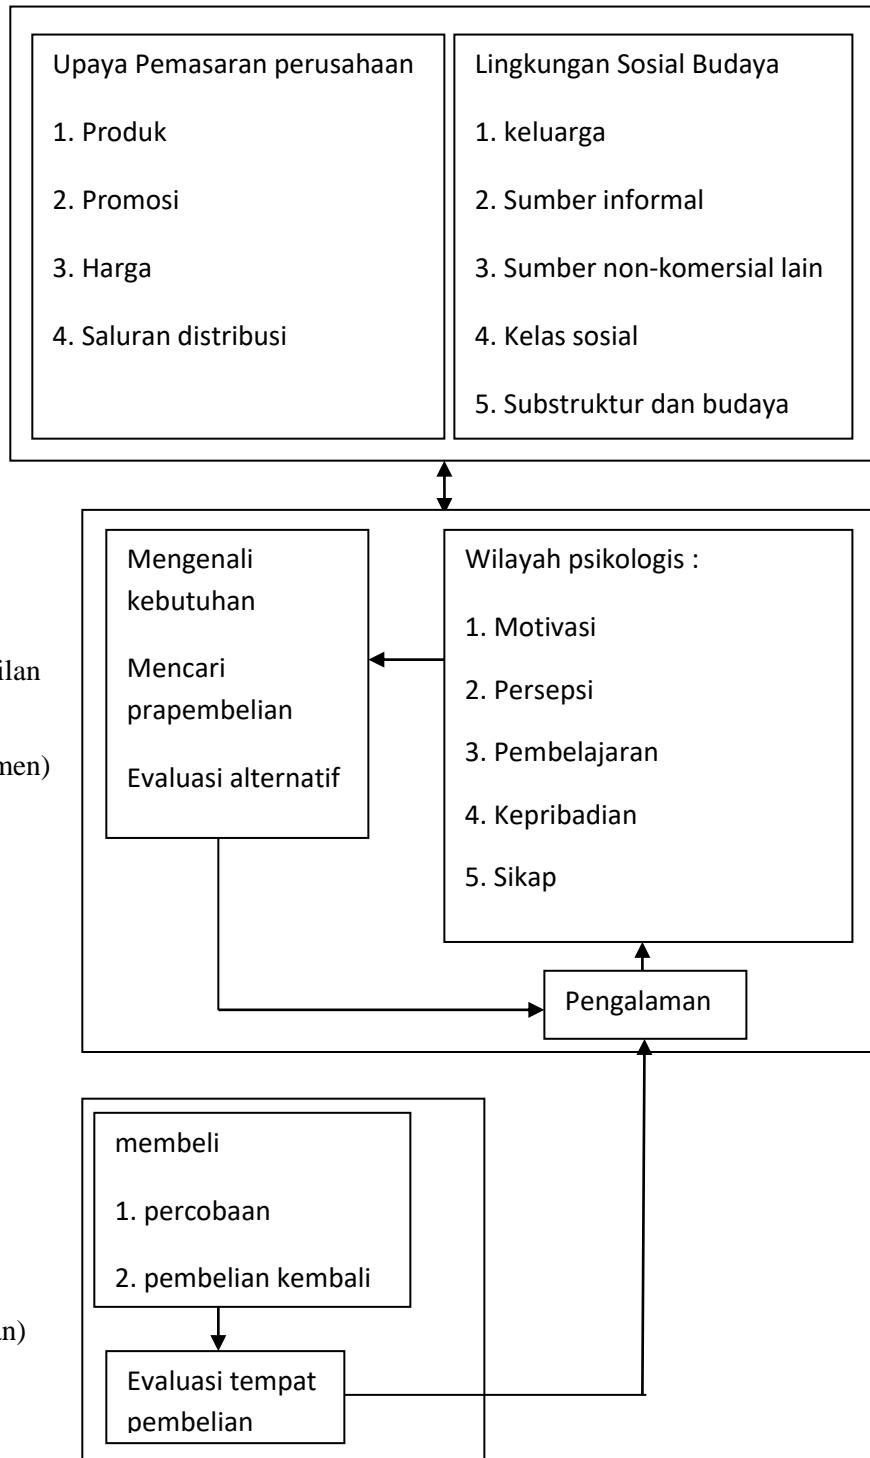 Upaya Pemasaran perusahaan
1. Produk
2. Promosi
3. Harga
4. Saluran distribusi
Lingkungan Sosial Budaya
1. keluarga
2. Sumber informal
3. Sumber non-komersial lain
4. Kelas sosial
5. Substruktur dan budaya
ilan
men)
Mengenali
kebutuhan
Mencari
prapembelian
Evaluasi alternatif
Wilayah psikologis :
1. Motivasi
2. Persepsi
3. Pembelajaran
4. Kepribadian
5. Sikap
Pengalaman
membeli
1. percobaan
2. pembelian kembali
n)
Evaluasi tempat
pembelian